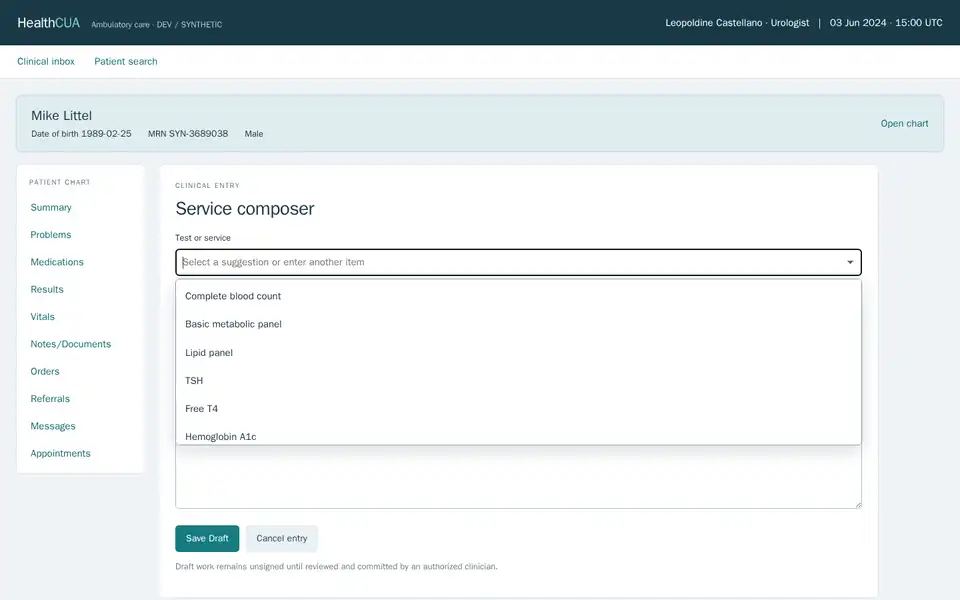 HealthCUA Ambulatory care · DEV / SYNTHETIC
Leopoldine Castellano · Urologist | 03 Jun 2024 · 15:00 UTC
Clinical inbox Patient search
Mike Littel
Date of birth 1989-02-25 MRN SYN-3689038 Male
Open chart
PATIENT CHART
Summary
Problems
Medications
Results
Vitals
Notes/Documents
Orders
Referrals
Messages
Appointments
CLINICAL ENTRY
Service composer
Test or service
Select a suggestion or enter another item
Complete blood count
Basic metabolic panel
Lipid panel
TSH
Free T4
Hemoglobin A1c
Save Draft Cancel entry
Draft work remains unsigned until reviewed and committed by an authorized clinician.